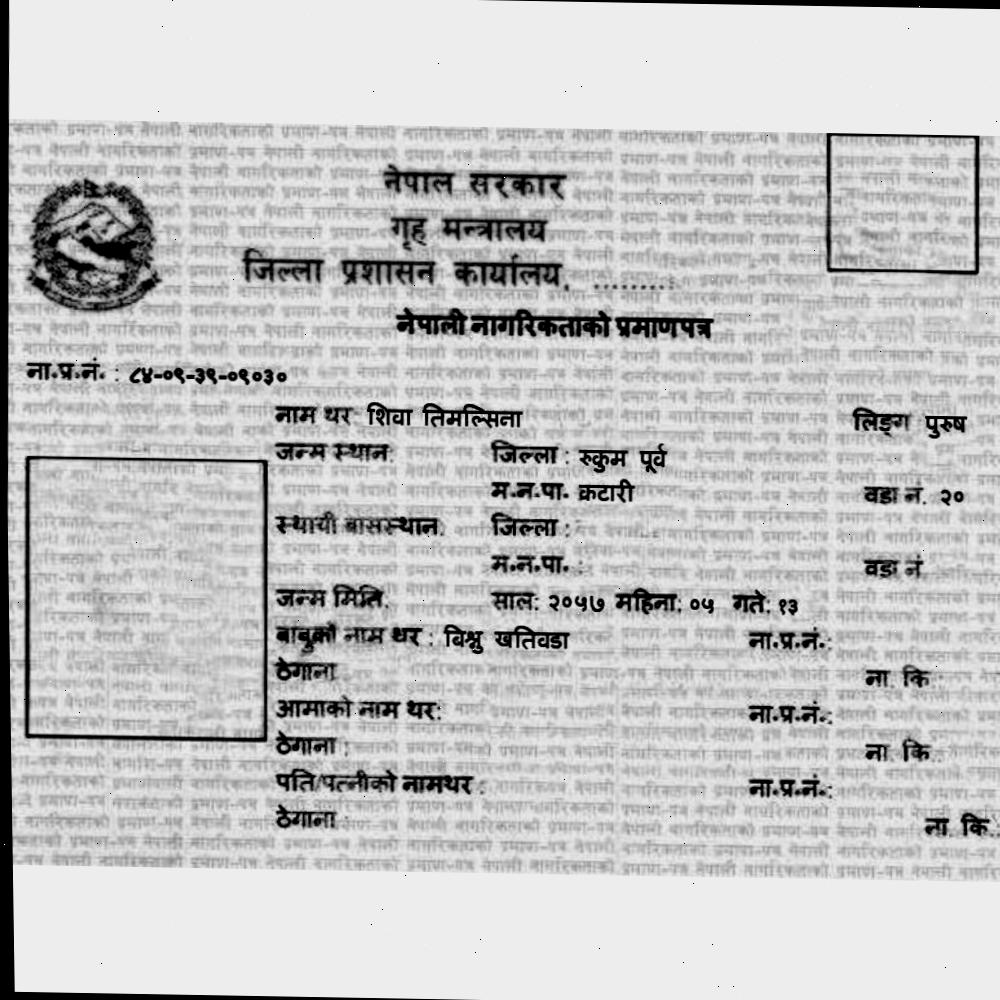 नेपाल सरकार
गृह मन्त्रालय
जिल्ला प्रशासन कार्यालय, .........
नेपाली नागरिकताको प्रमाणपत्र
ना.प्र.नं. : ८४-०९-३९-०९०३०
नाम थर: शिवा तिमल्सिना लिङ्ग पुरुष
जन्म स्थान: जिल्ला : रुकुम पूर्व
म.न.पा. कटारी वडा नं. २०
स्थायी बासस्थान: जिल्ला :
म.न.पा. : वडा नं
जन्म मिति: साल: २०५७ महिना: ०५ गते: १३
बाबुको नाम थर : बिश्नु खतिवडा ना.प्र.नं.:
ठेगाना ना. कि.:
आमाको नाम थर: ना.प्र.नं.:
ठेगाना : ना. कि.:
पति/पत्नीको नामथर : ना.प्र.नं.:
ठेगाना : ना. कि.: